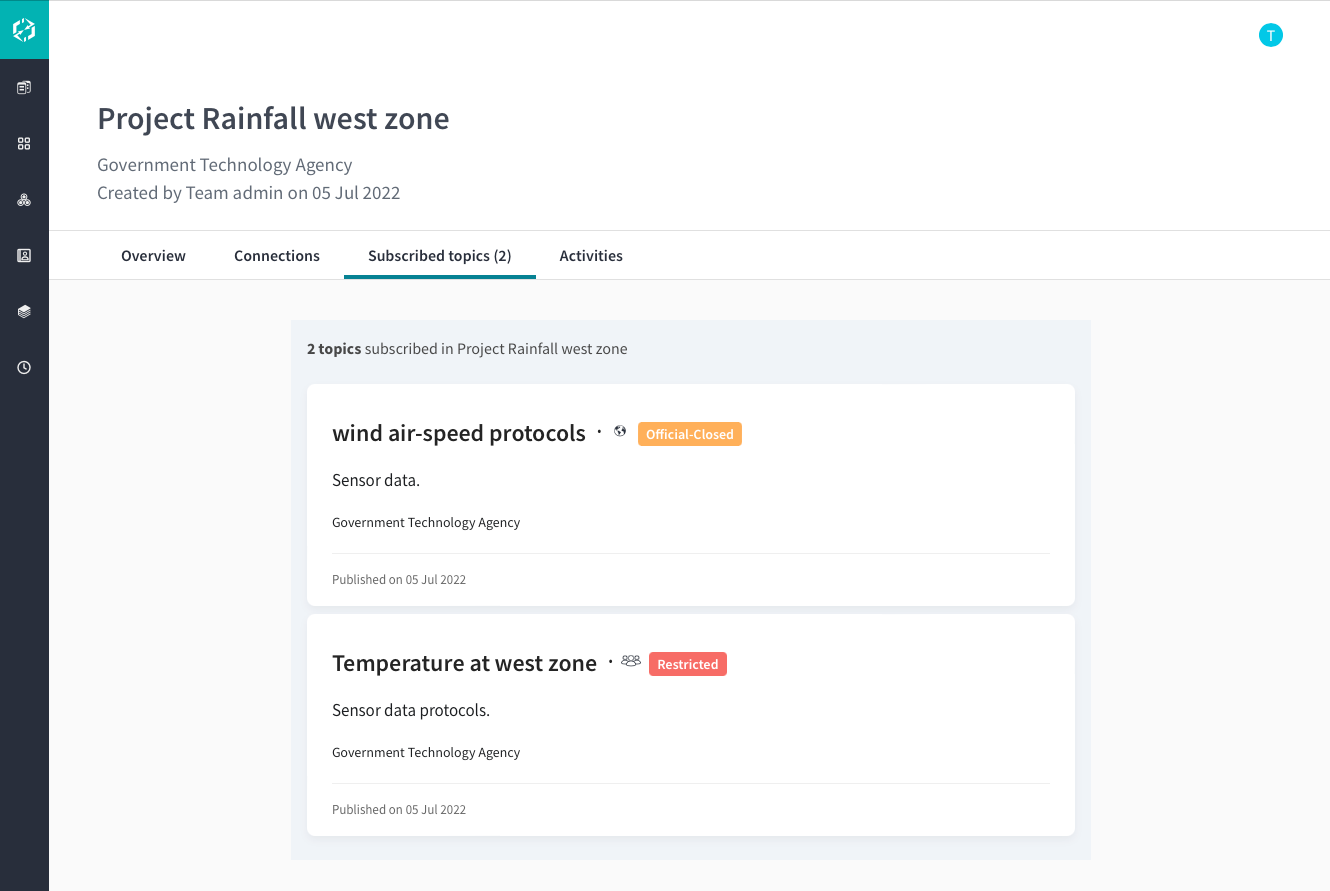 T
Project Rainfall west zone
Government Technology Agency
Created by Team admin on 05 Jul 2022
Overview Connections Subscribed topics (2) Activities
2 topics subscribed in Project Rainfall west zone
wind air-speed protocols · Official-Closed
Sensor data.
Government Technology Agency
Published on 05 Jul 2022
Temperature at west zone · Restricted
Sensor data protocols.
Government Technology Agency
Published on 05 Jul 2022